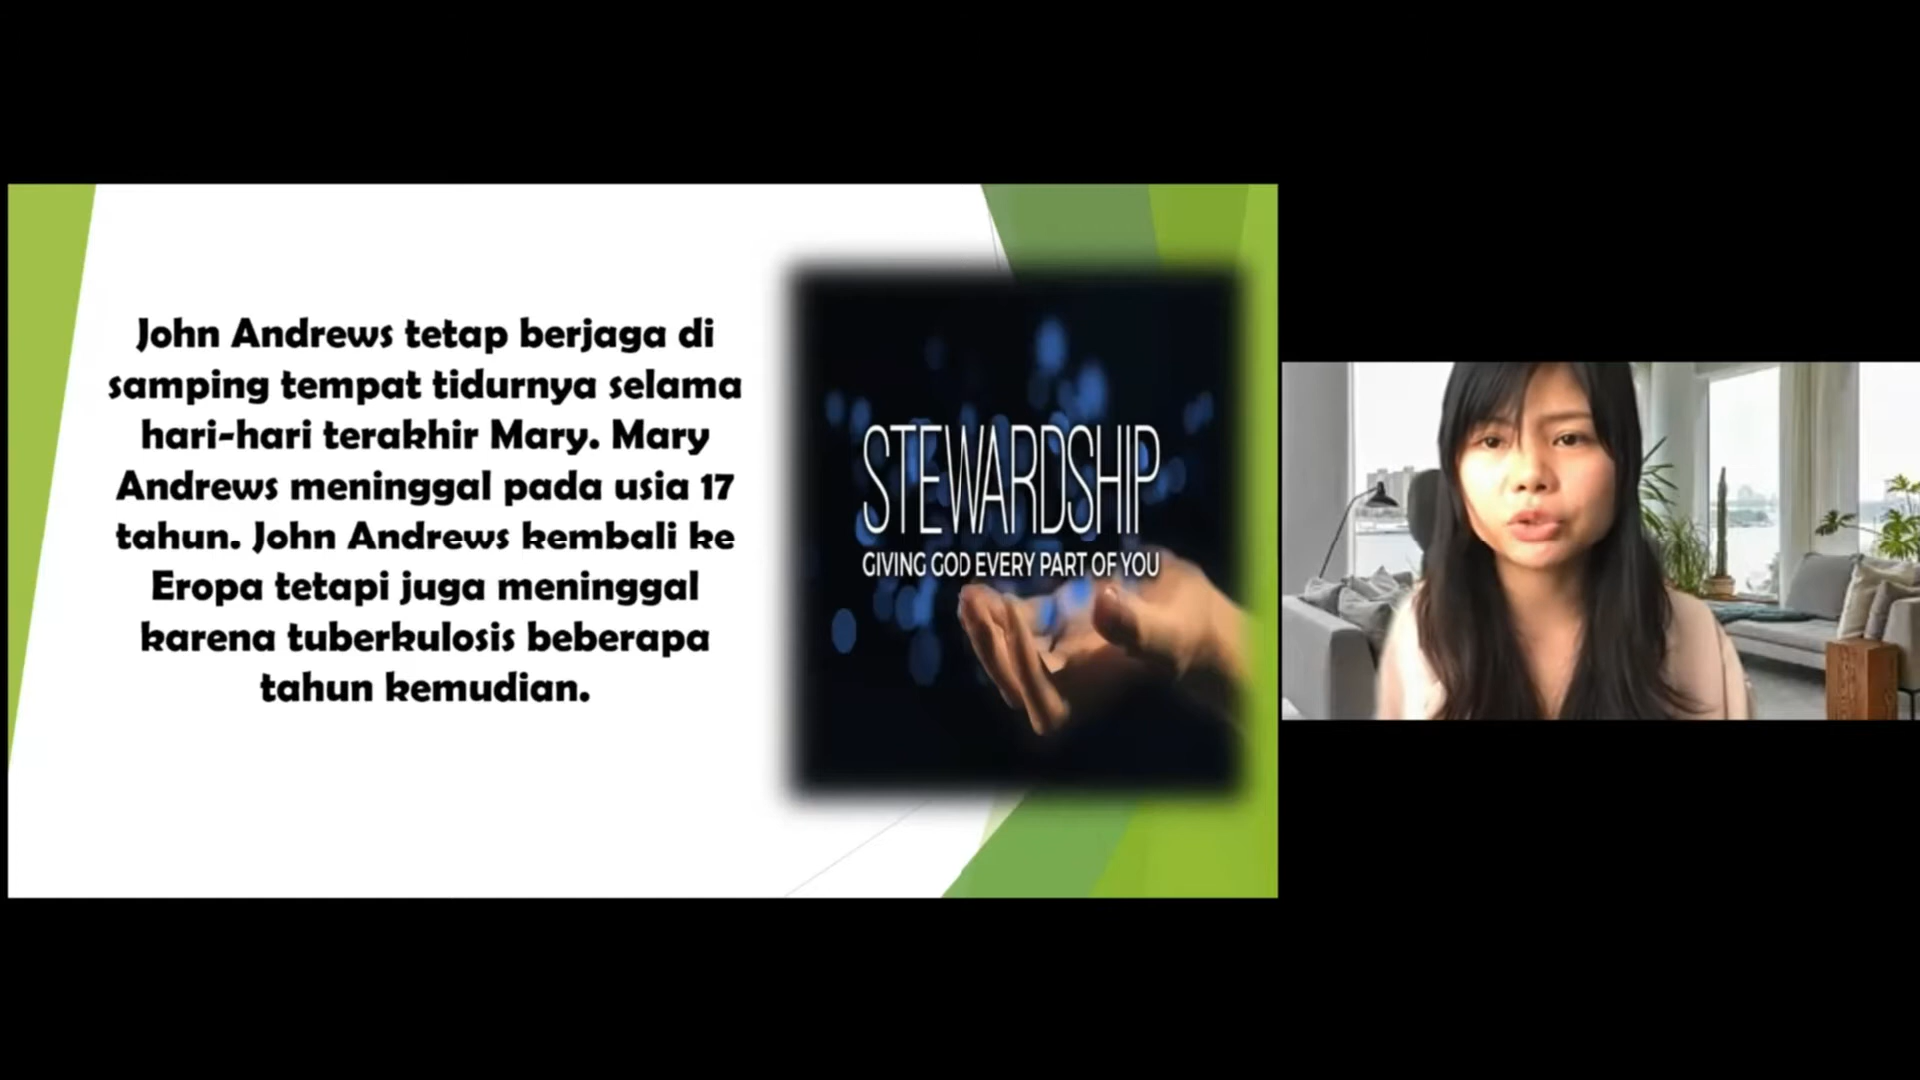 John Andrews tetap berjaga di
samping tempat tidurnya selama
hari-hari terakhir Mary. Mary
Andrews meninggal pada usia 17
tahun. John Andrews kembali ke
Eropa tetapi juga meninggal
karena tuberkulosis beberapa
tahun kemudian.
STEWARDSHIP
GIVING GOD EVERY PART OF YOU